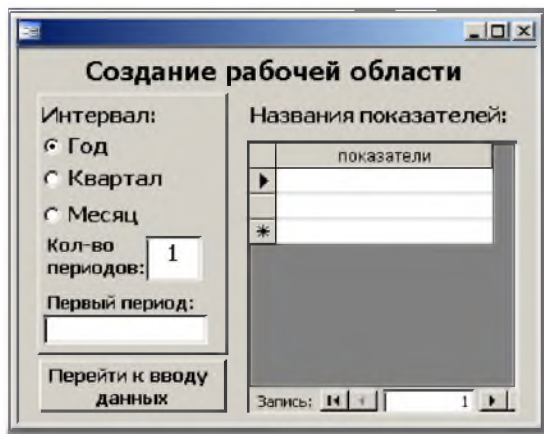 Создание рабочей области
Интервал:
Год
Квартал
Месяц
Кол-во
периодов:
1
Первый период:
Перейти к вводу
данных
Названия показателей:
показатели
Запись:
1